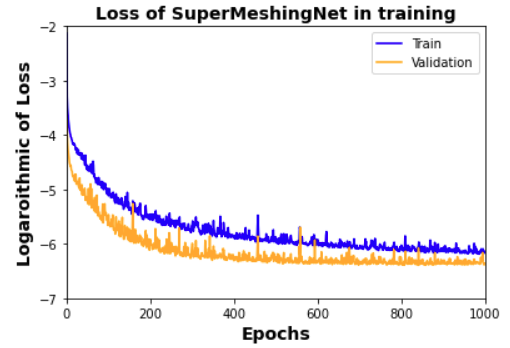 Loss of SuperMeshingNet in training
Logaroithmic of Loss
−2
−3
−4
−5
−6
−7
Train
Validation
0 200 400 600 800 1000
Epochs